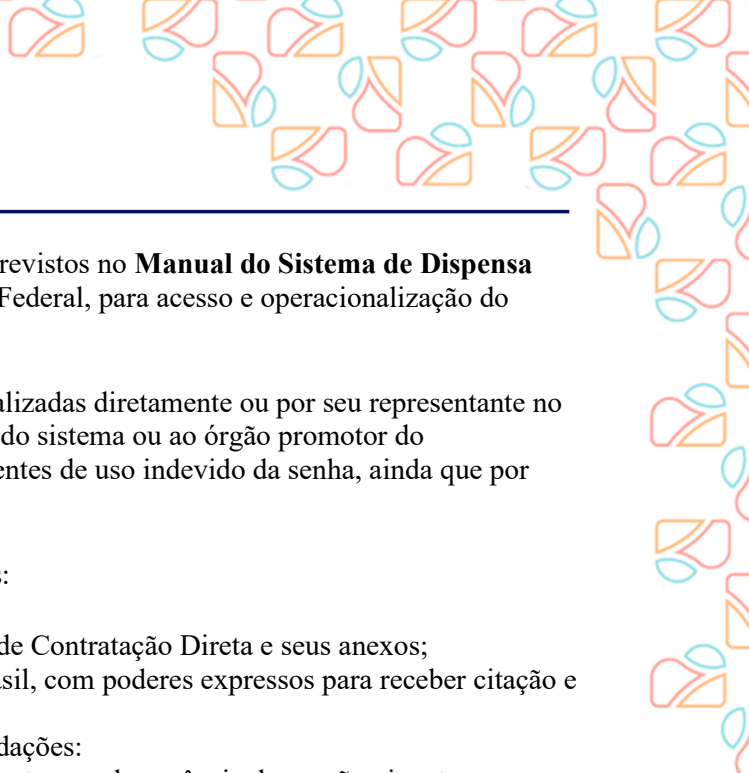 revistos no Manual do Sistema de Dispensa
Federal, para acesso e operacionalização do
alizadas diretamente ou por seu representante no
do sistema ou ao órgão promotor do
entes de uso indevido da senha, ainda que por
s:
de Contratação Direta e seus anexos;
asil, com poderes expressos para receber citação e
dações: